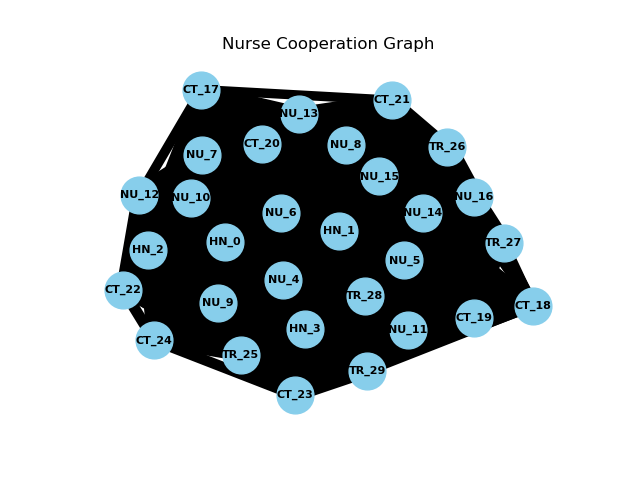 Nurse Cooperation Graph
CT_17
CT_21
NU_13
CT_20
NU_8
TR_26
NU_7
NU_15
NU_12
NU_10
NU_16
NU_6
NU_14
HN_1
HN_0
TR_27
HN_2
NU_5
NU_4
CT_22
TR_28
NU_9
CT_18
CT_19
HN_3
NU_11
CT_24
TR_25
TR_29
CT_23